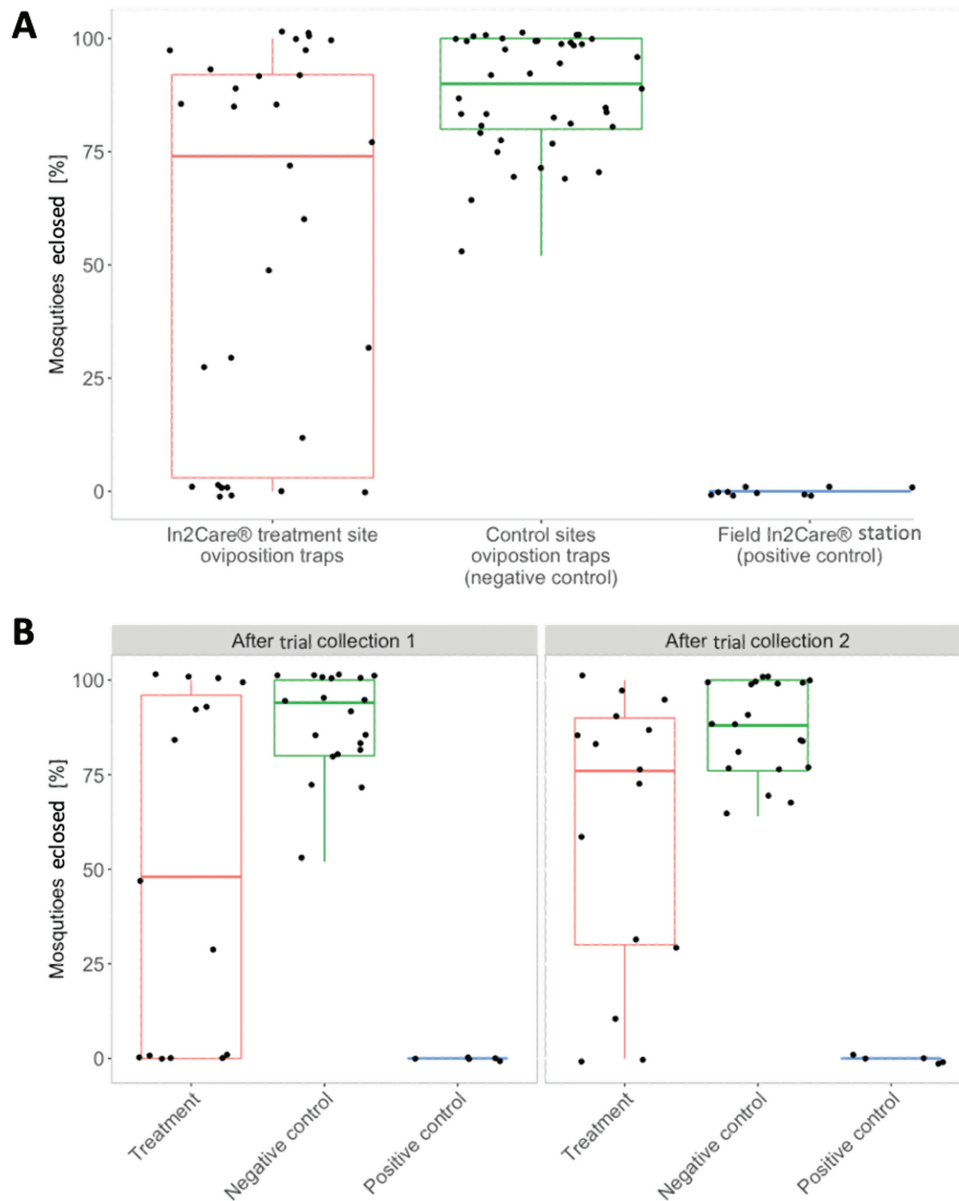 A
Mosqutioes eclosed [%]
100
75
50
25
0
In2Care® treatment site
oviposition traps
Control sites
ovipostion traps
(negative control)
Field In2Care® station
(positive control)
B
After trial collection 1
After trial collection 2
Mosqutioes eclosed [%]
100
75
50
25
0
Treatment
Negative control
Positive control
Treatment
Negative control
Positive control